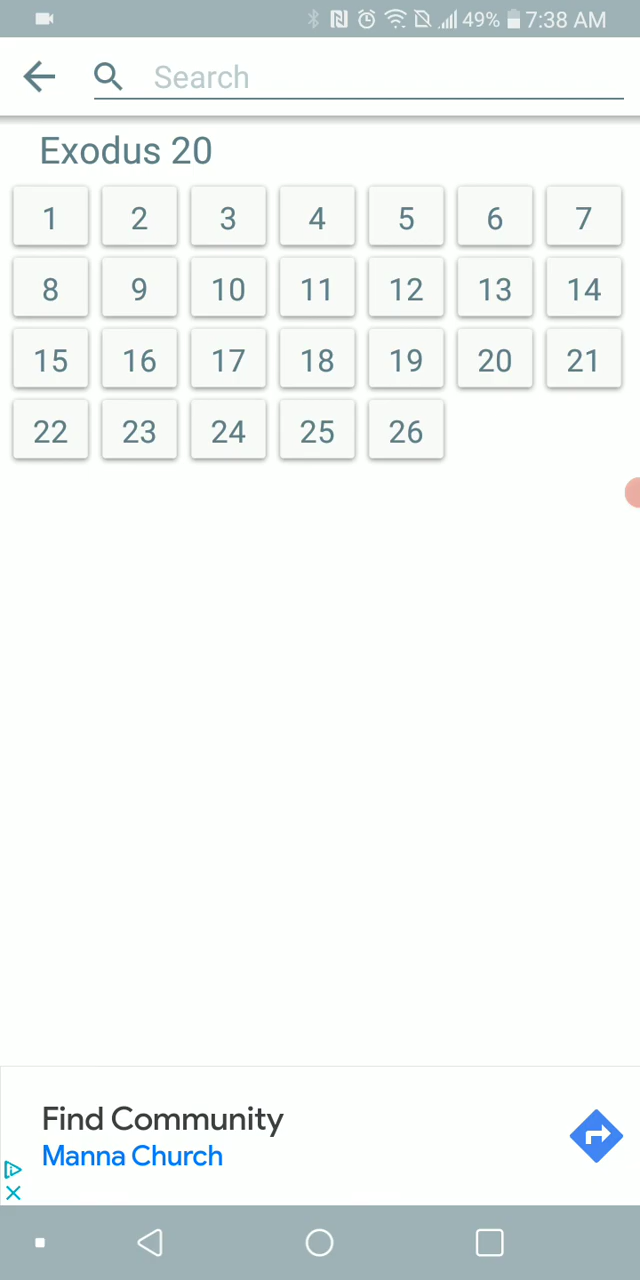 49% 7:38 AM
Search
Exodus 20
1 2 3 4 5 6 7
8 9 10 11 12 13 14
15 16 17 18 19 20 21
22 23 24 25 26
Find Community
Manna Church